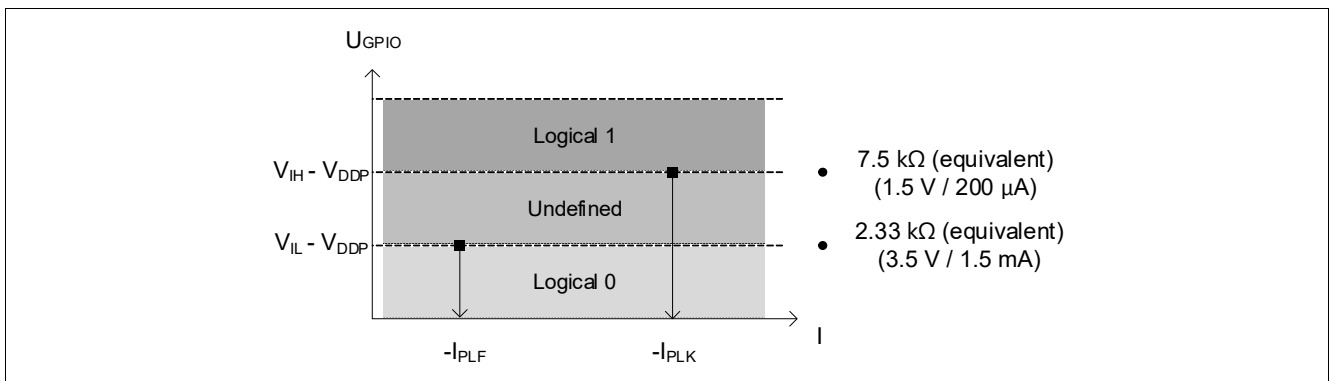 UGPIO
Logical 1
VIH - VDDP
7.5 kΩ (equivalent)
(1.5 V / 200 µA)
Undefined
VIL - VDDP
2.33 kΩ (equivalent)
(3.5 V / 1.5 mA)
Logical 0
I
-IPLF
-IPLK